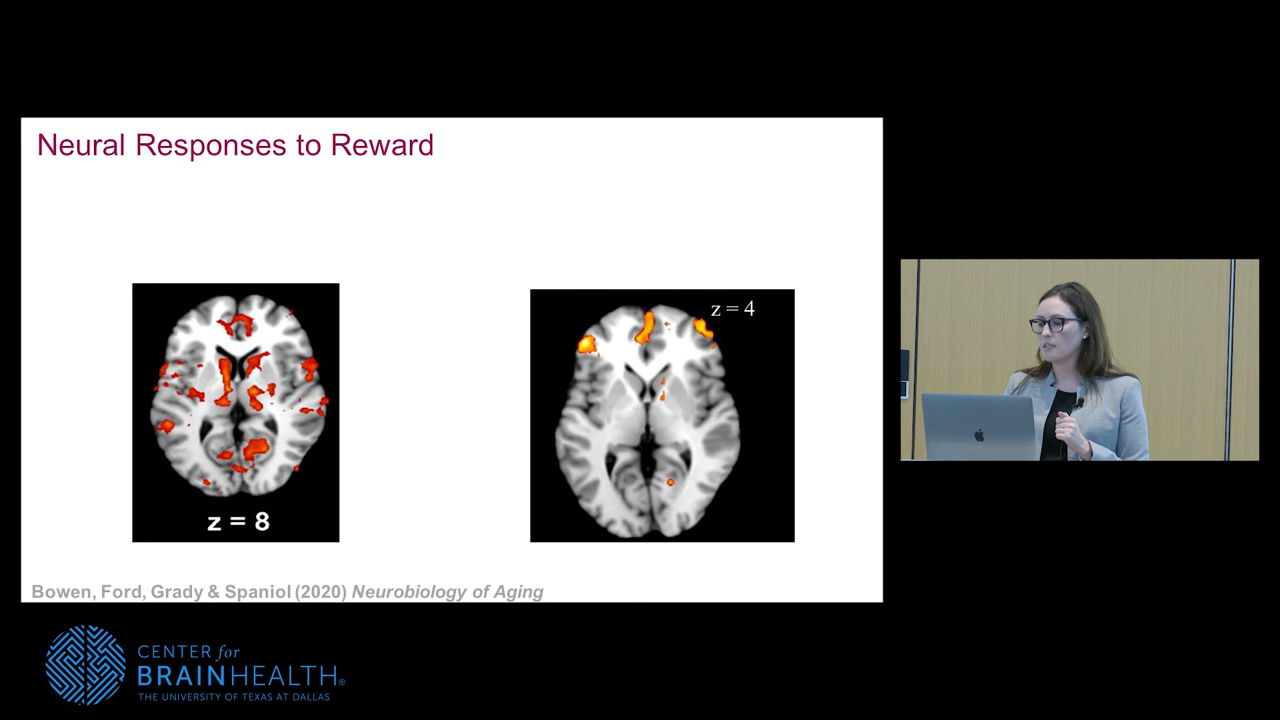 Neural Responses to Reward
z = 4
z = 8
Bowen, Ford, Grady & Spaniol (2020) Neurobiology of Aging
CENTER for
BRAINHEALTH®
THE UNIVERSITY OF TEXAS AT DALLAS